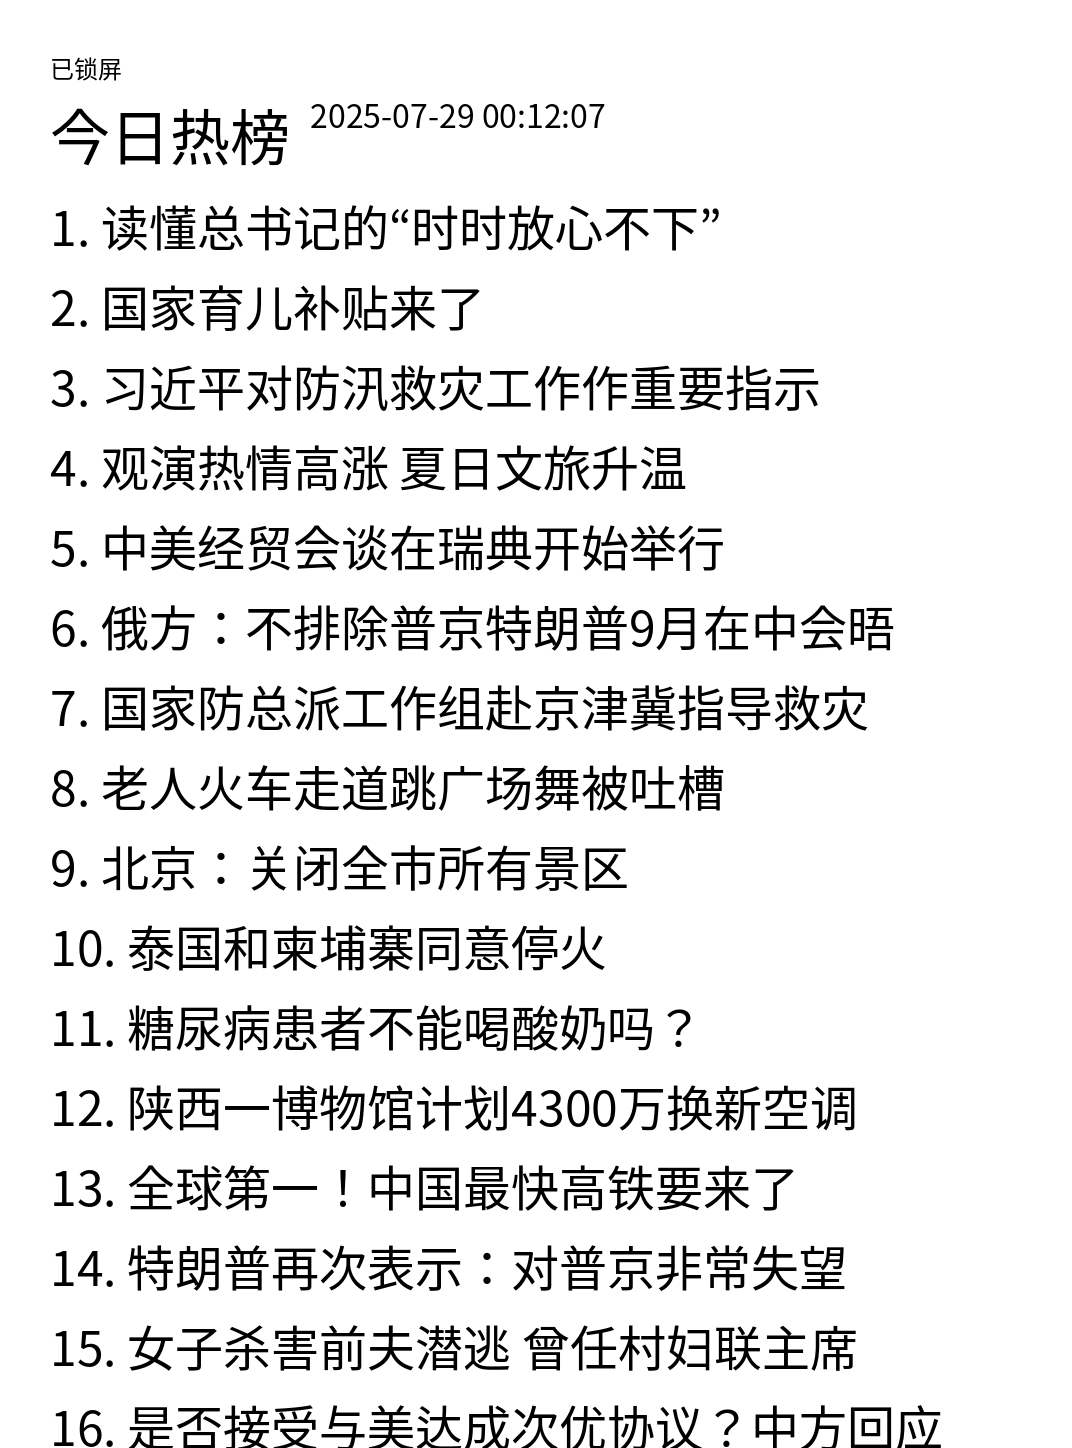 已锁屏
今日热榜 2025-07-29 00:12:07
1. 读懂总书记的“时时放心不下”
2. 国家育儿补贴来了
3. 习近平对防汛救灾工作作重要指示
4. 观演热情高涨 夏日文旅升温
5. 中美经贸会谈在瑞典开始举行
6. 俄方：不排除普京特朗普9月在中会晤
7. 国家防总派工作组赴京津冀指导救灾
8. 老人火车走道跳广场舞被吐槽
9. 北京：关闭全市所有景区
10. 泰国和柬埔寨同意停火
11. 糖尿病患者不能喝酸奶吗？
12. 陕西一博物馆计划4300万换新空调
13. 全球第一！中国最快高铁要来了
14. 特朗普再次表示：对普京非常失望
15. 女子杀害前夫潜逃 曾任村妇联主席
16. 是否接受与美达成次优协议？中方回应